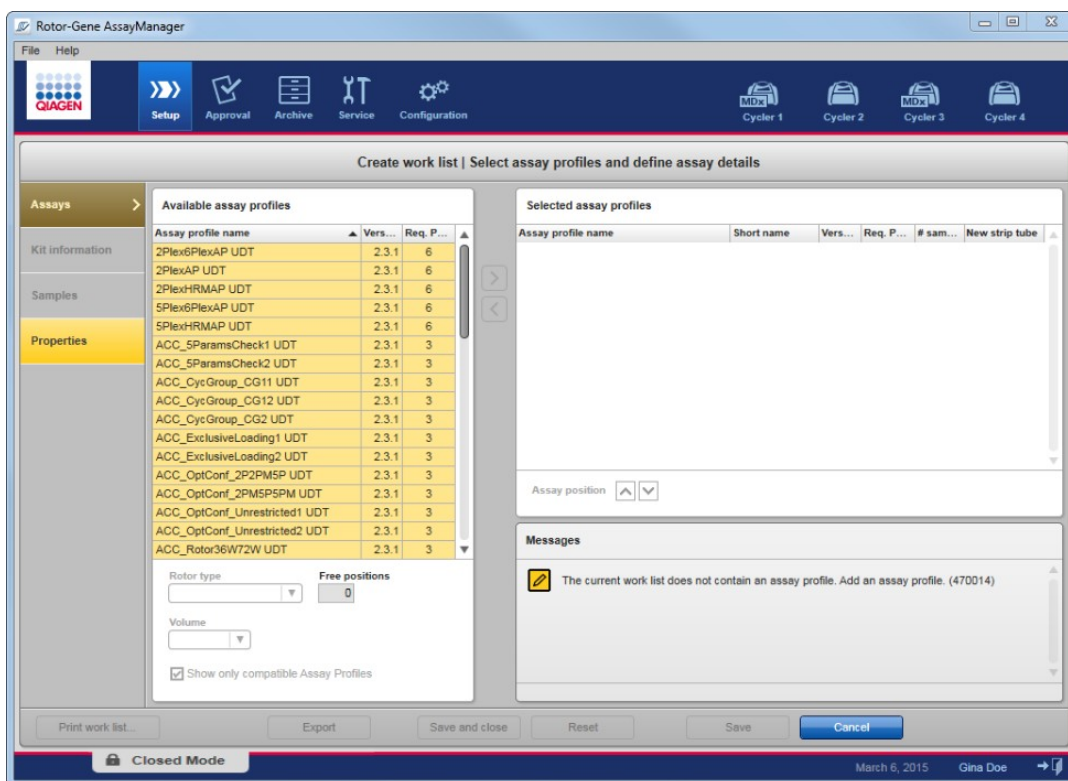 Rotor-Gene AssayManager
File Help
QIAGEN
Setup Approval Archive Service Configuration
MDx Cycler 1 Cycler 2 MDx Cycler 3 Cycler 4
Create work list | Select assay profiles and define assay details
Assays
Kit information
Samples
Properties
Available assay profiles
Assay profile name Vers... Req. P...
2Plex6PlexAP UDT 2.3.1 6
2PlexAP UDT 2.3.1 6
2PlexHRMAP UDT 2.3.1 6
5Plex6PlexAP UDT 2.3.1 6
5PlexHRMAP UDT 2.3.1 6
ACC_5ParamsCheck1 UDT 2.3.1 3
ACC_5ParamsCheck2 UDT 2.3.1 3
ACC_CycGroup_CG11 UDT 2.3.1 3
ACC_CycGroup_CG12 UDT 2.3.1 3
ACC_CycGroup_CG2 UDT 2.3.1 3
ACC_ExclusiveLoading1 UDT 2.3.1 3
ACC_ExclusiveLoading2 UDT 2.3.1 3
ACC_OptConf_2P2PM5P UDT 2.3.1 3
ACC_OptConf_2PM5P5PM UDT 2.3.1 3
ACC_OptConf_Unrestricted1 UDT 2.3.1 3
ACC_OptConf_Unrestricted2 UDT 2.3.1 3
ACC_Rotor36W72W UDT 2.3.1 3
Rotor type Free positions
0
Volume
Show only compatible Assay Profiles
Selected assay profiles
Assay profile name Short name Vers... Req. P... # sam... New strip tube
Assay position
Messages
The current work list does not contain an assay profile. Add an assay profile. (470014)
Print work list... Export Save and close Reset Save Cancel
Closed Mode
March 6, 2015 Gina Doe